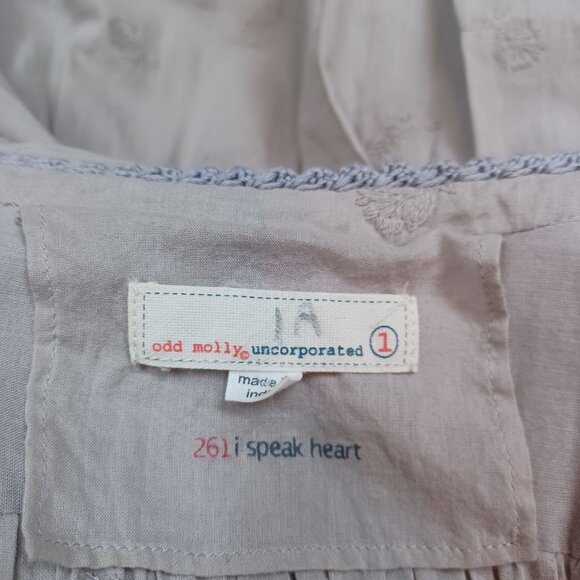 odd molly© uncorporated 1
made
261 i speak heart